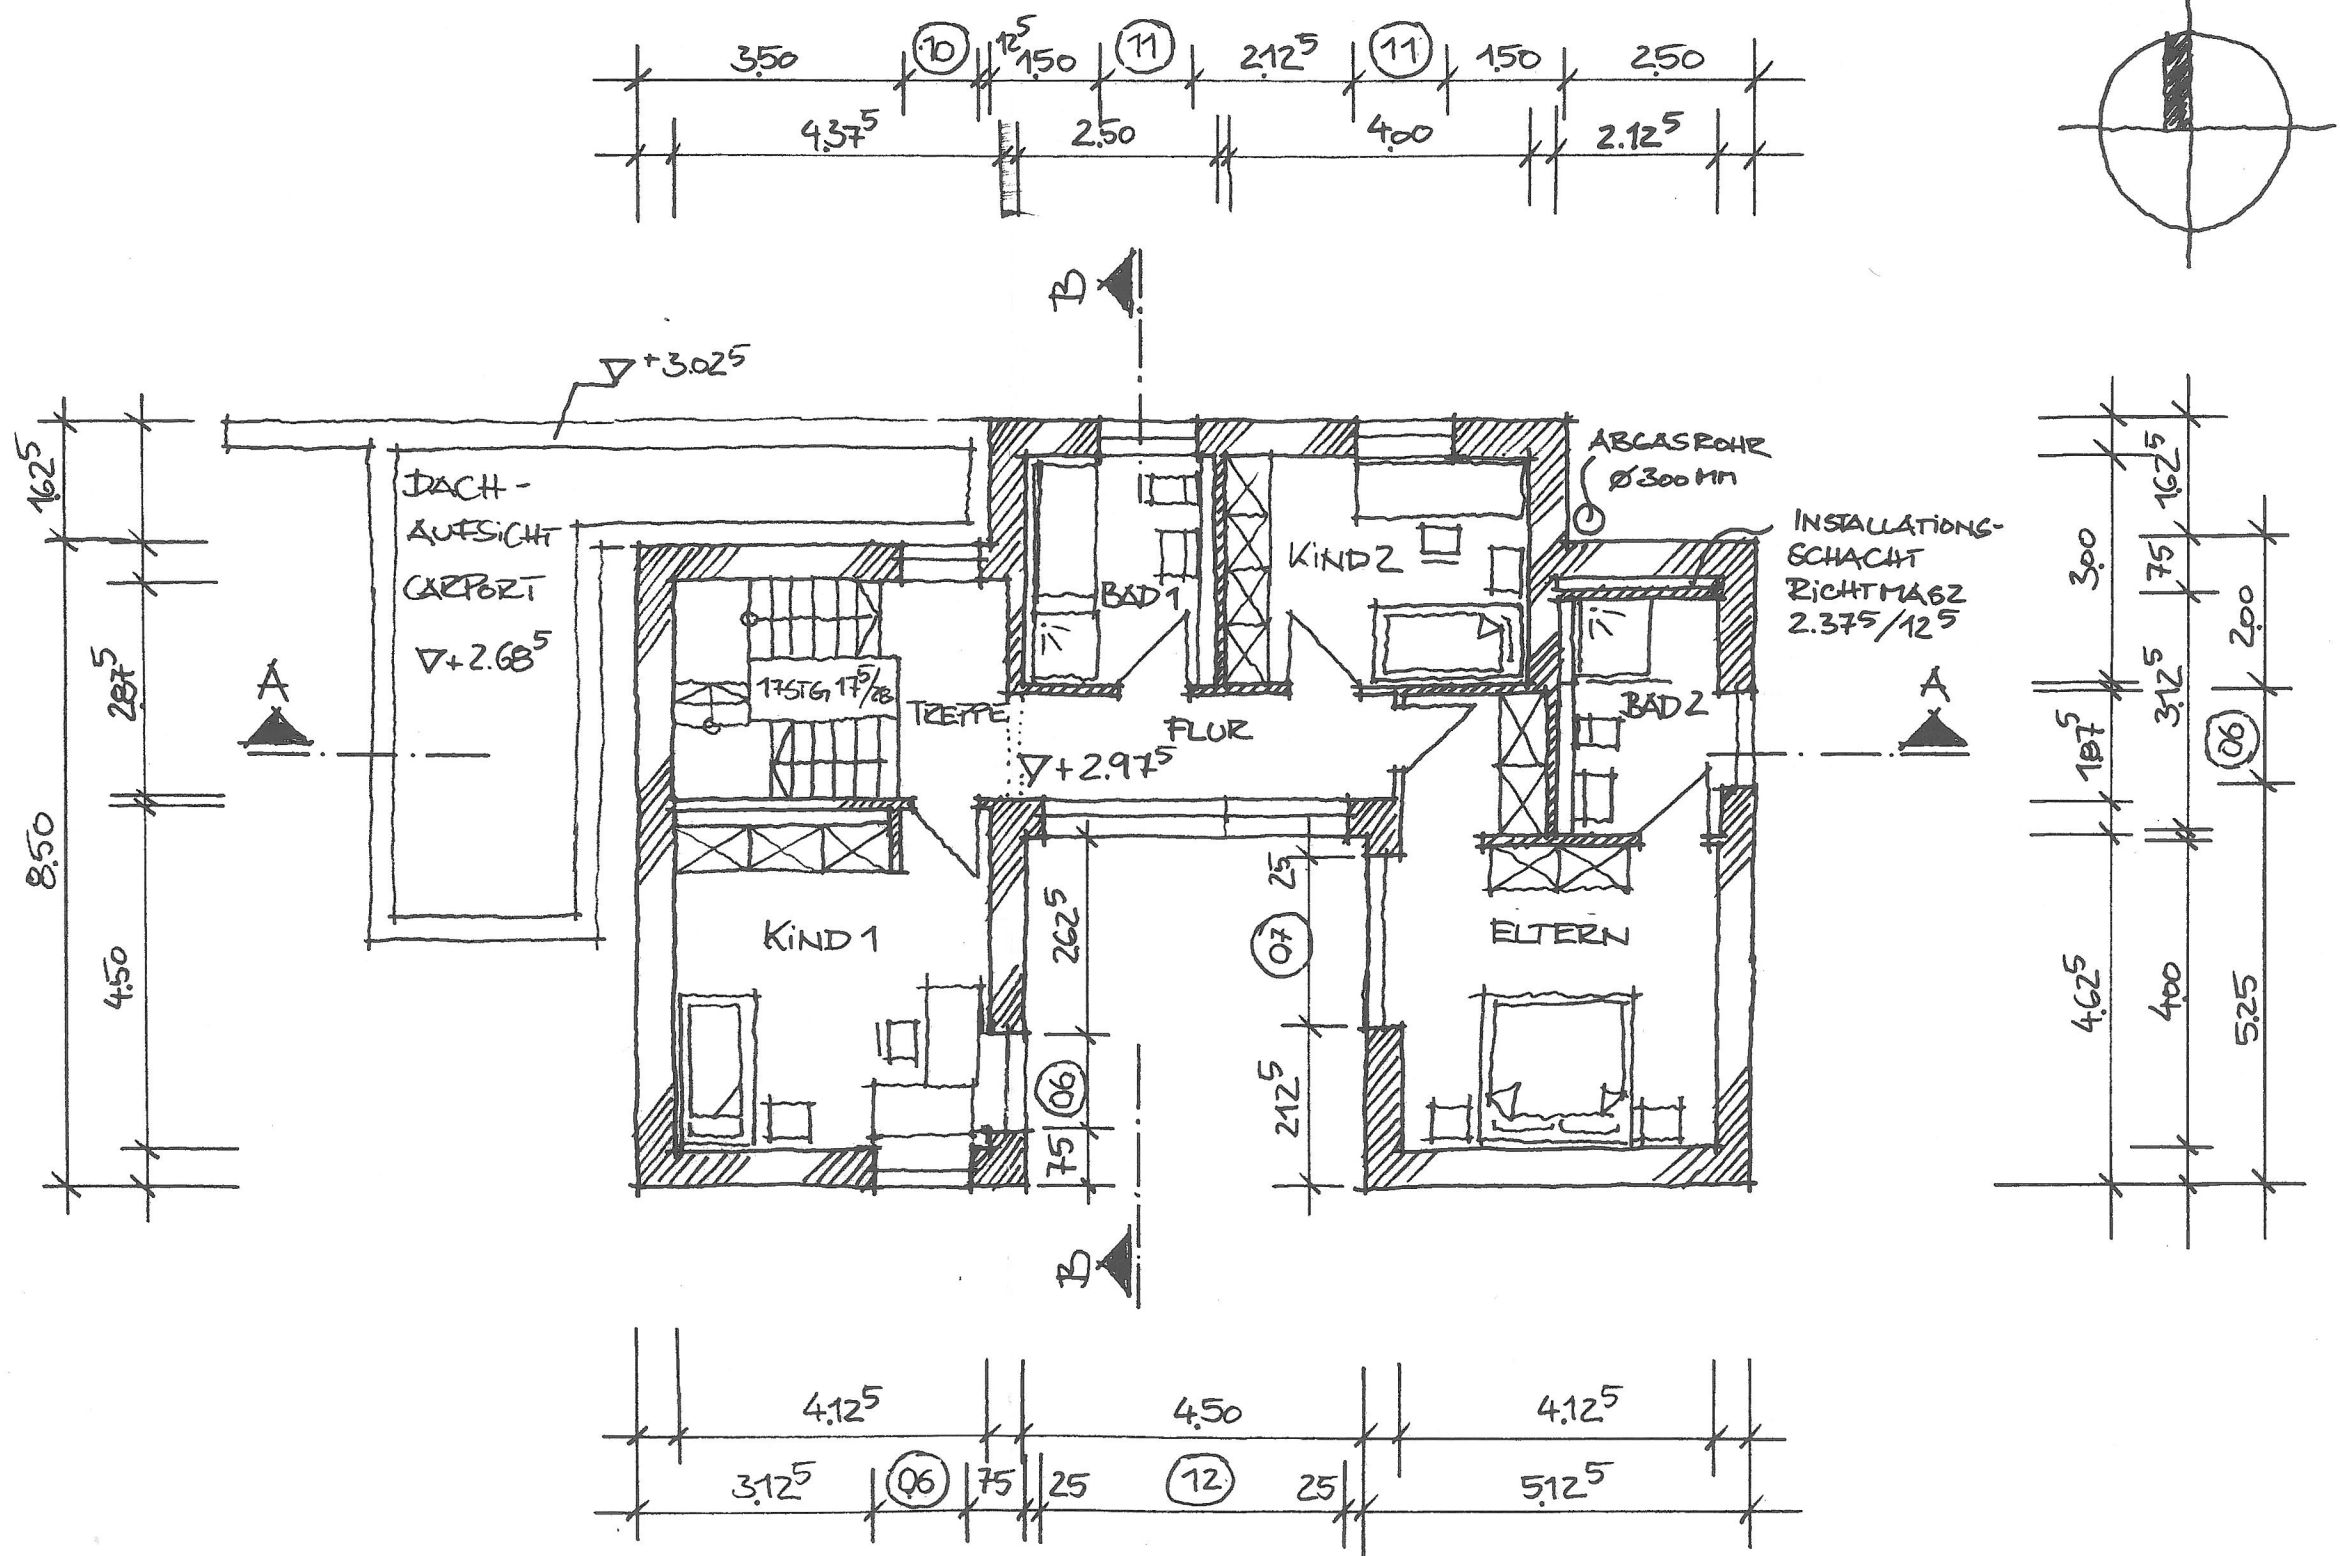 3.50 10 12⁵ 1.50 11 2.12⁵ 11 1.50 2.50
4.37⁵ 2.50 4.00 2.12⁵
B
+3.02⁵
1.62⁵
8.50
2.87⁵
4.50
DACH-
AUFSICHT
CARPORT
+2.68⁵
A
ABGASROHR
Ø300MM
INSTALLATIONS-
SCHACHT
RICHTMASZ
2.37⁵/12⁵
BAD 1
KIND 2
17STG 17⁵/28
TREPPE
FLUR
+2.97⁵
BAD 2
A
KIND 1
ELTERN
2.62⁵
06
75
25
07
2.12⁵
3.00
1.87⁵
4.62⁵
1.62⁵
75
3.12⁵
4.00
2.00
06
5.25
B
4.12⁵ 4.50 4.12⁵
3.12⁵ 06 75 25 12 25 5.12⁵